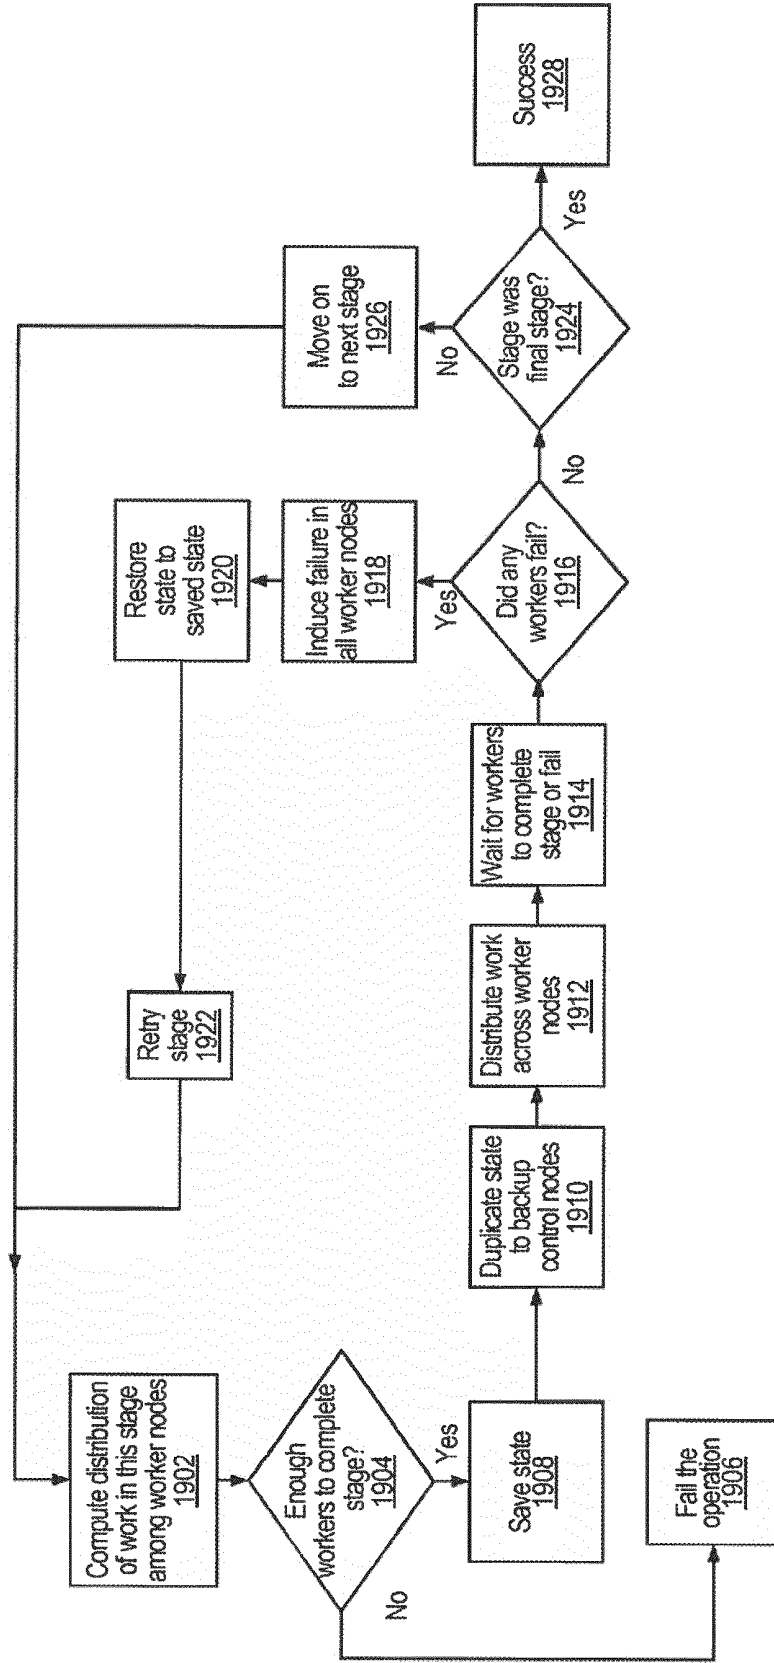 Compute distribution
of work in this stage
among worker nodes
1902
Enough
workers to complete
stage?
1904
No
Yes
Fail the
operation
1906
Save state
1908
Duplicate state
to backup
control nodes
1910
Distribute work
across worker
nodes
1912
Wait for workers
to complete
stage or fail
1914
Did any
workers fail?
1916
Yes
No
Induce failure in
all worker nodes
1918
Restore
state to
saved state
1920
Retry
stage
1922
Stage was
final stage?
1924
No
Yes
Move on
to next stage
1926
Success
1928